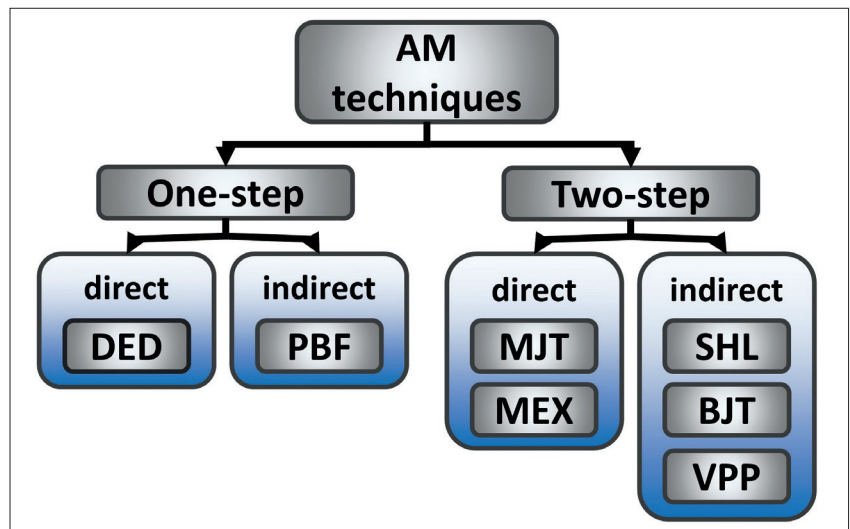 AM
techniques
One-step
Two-step
direct
DED
indirect
PBF
direct
MJT
MEX
indirect
SHL
BJT
VPP